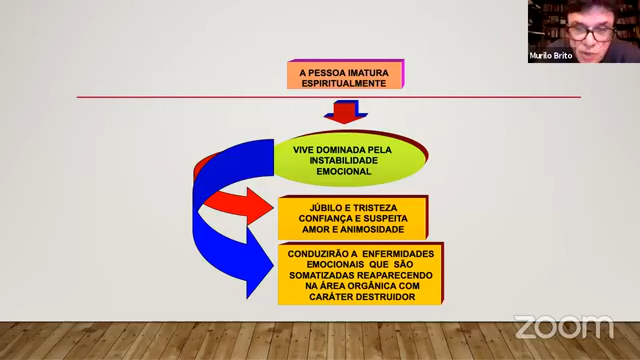 Murilo Brito
A PESSOA IMATURA
ESPIRITUALMENTE
VIVE DOMINADA PELA
INSTABILIDADE
EMOCIONAL
JÚBILO E TRISTEZA
CONFIANÇA E SUSPEITA
AMOR E ANIMOSIDADE
CONDUZIRÃO A ENFERMIDADES
EMOCIONAIS QUE SÃO
SOMATIZADAS REAPARECENDO
NA ÁREA ORGÂNICA COM
CARÁTER DESTRUIDOR
zoom